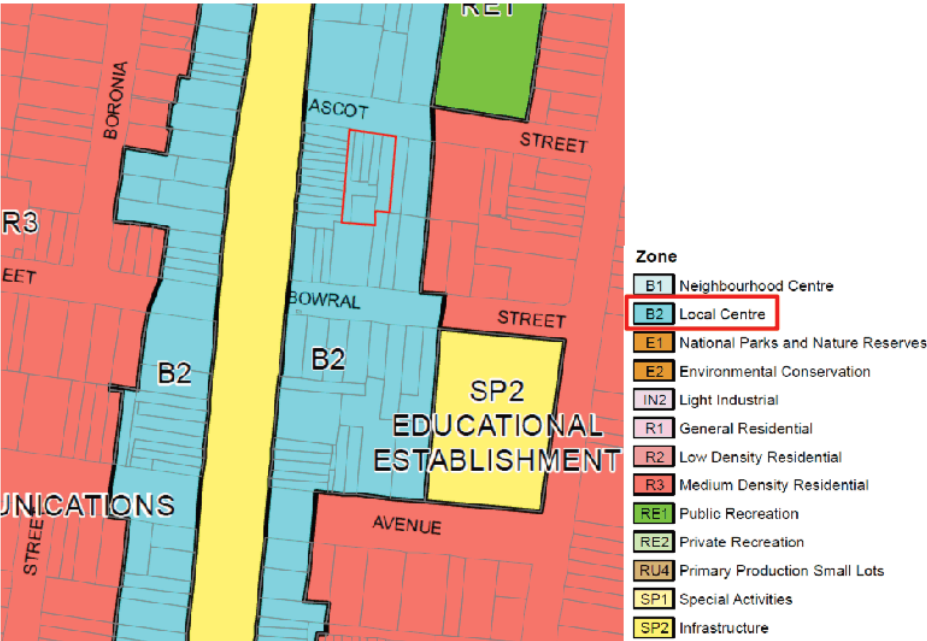 RE1
ASCOT
BORONIA
STREET
R3
EET
BOWRAL
STREET
B2
B2
SP2
EDUCATIONAL
ESTABLISHMENT
UNICATIONS
AVENUE
STREET
Zone
B1 Neighbourhood Centre
B2 Local Centre
E1 National Parks and Nature Reserves
E2 Environmental Conservation
IN2 Light Industrial
R1 General Residential
R2 Low Density Residential
R3 Medium Density Residential
RE1 Public Recreation
RE2 Private Recreation
RU4 Primary Production Small Lots
SP1 Special Activities
SP2 Infrastructure